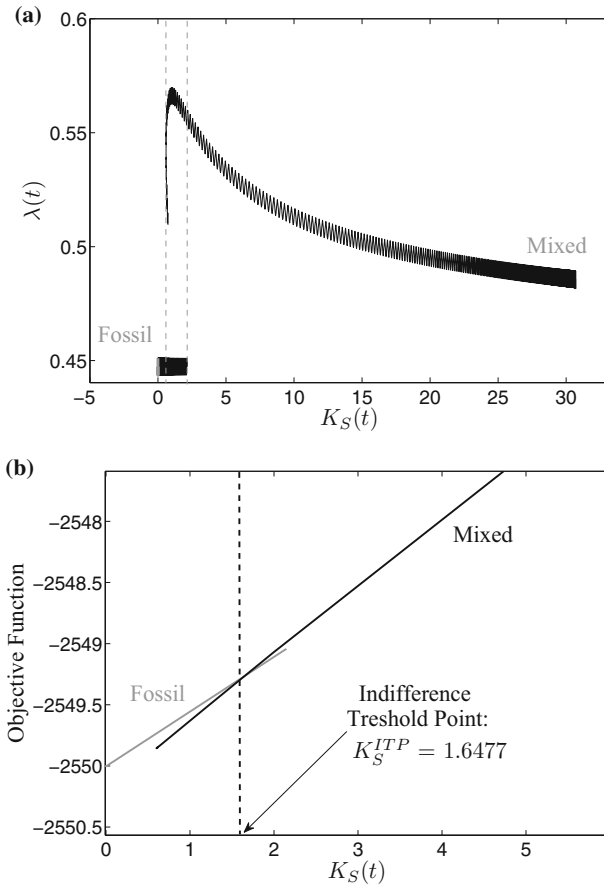 (a)
0.6
0.55
0.5
0.45
λ(t)
Mixed
Fossil
−5
0
5
10
15
20
25
30
K_S(t)
(b)
−2548
−2548.5
−2549
−2549.5
−2550
−2550.5
Objective Function
Mixed
Fossil
Indifference
Treshold Point:
K_S^{ITP} = 1.6477
0
1
2
3
4
5
K_S(t)